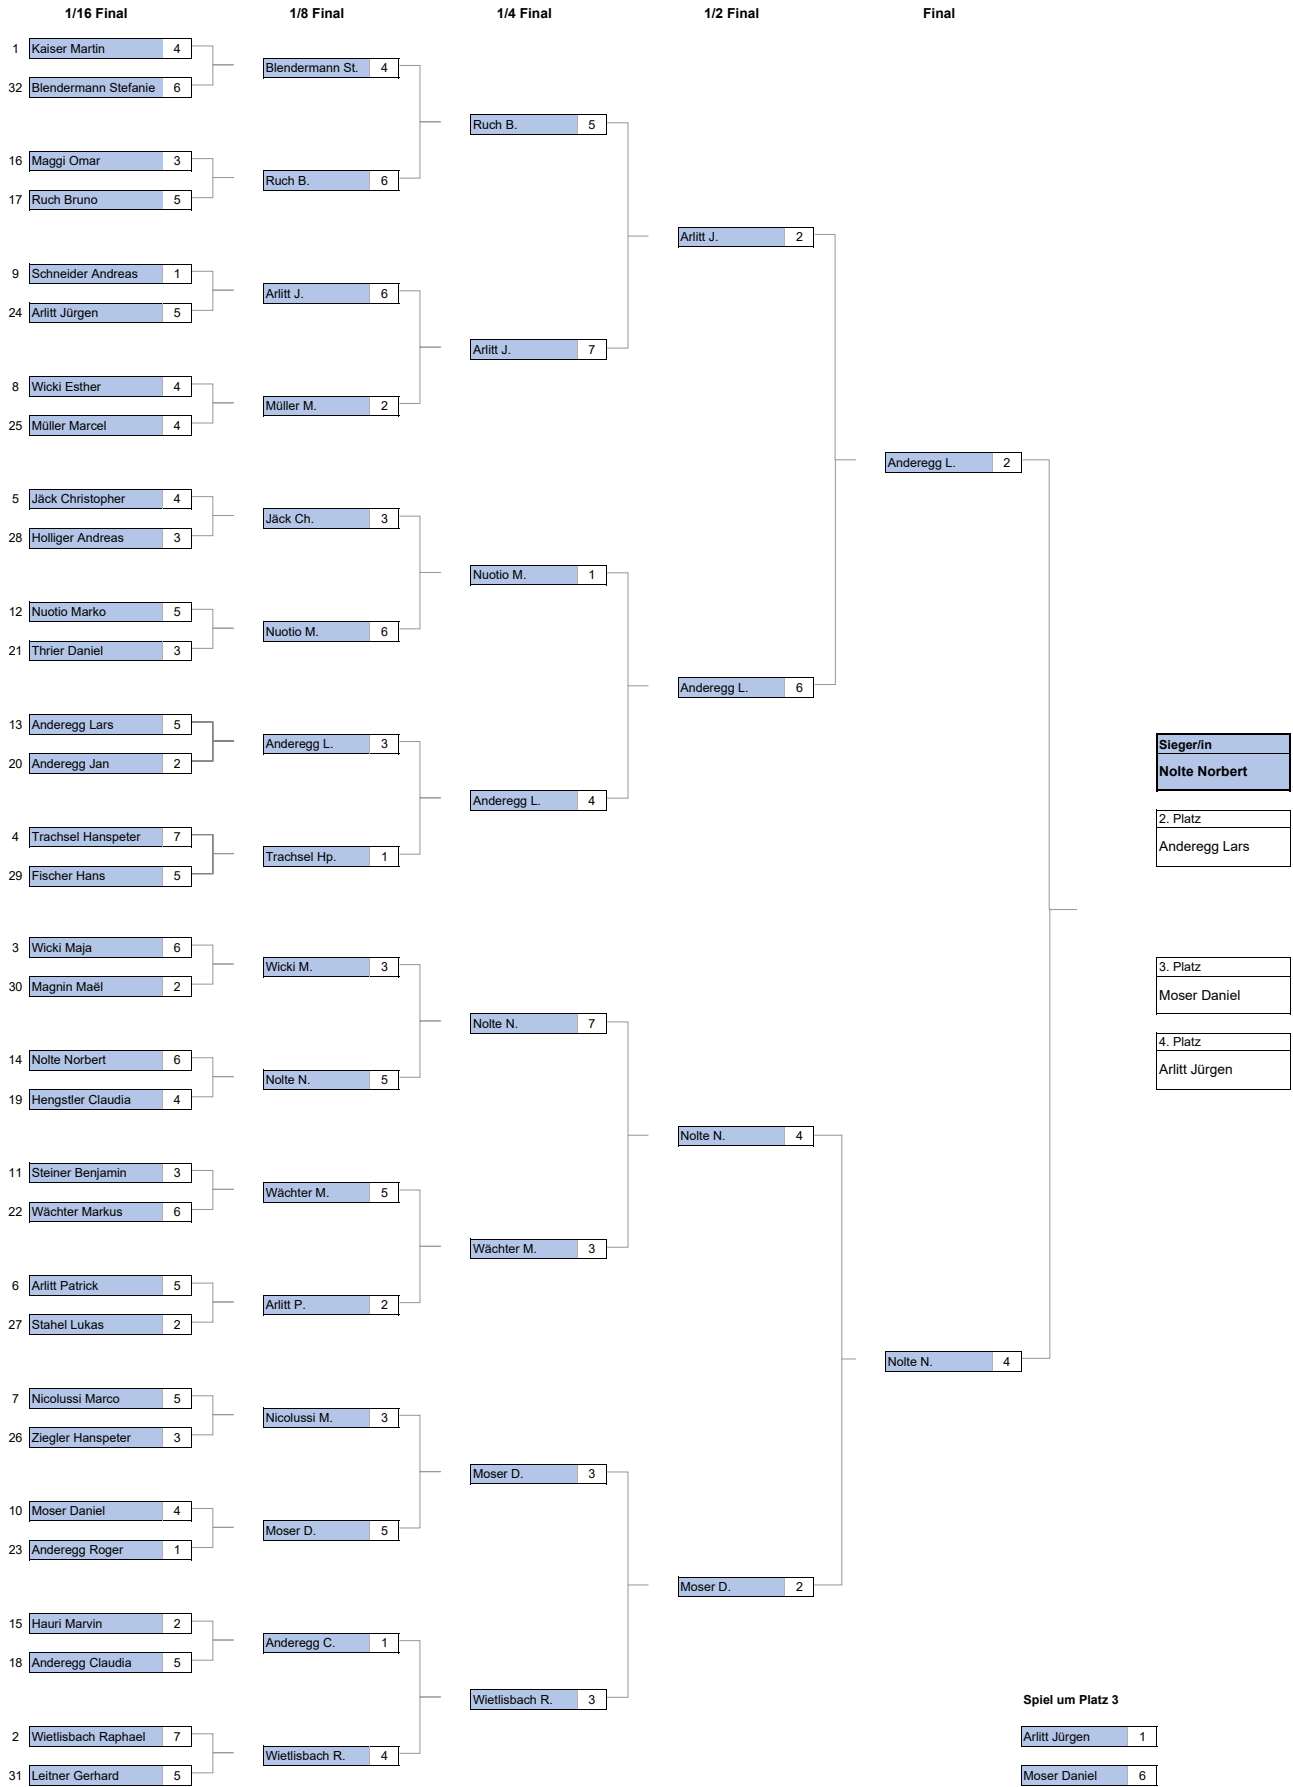 1/16 Final 1/8 Final 1/4 Final 1/2 Final Final
1 Kaiser Martin 4
32 Blendermann Stefanie 6
16 Maggi Omar 3
17 Ruch Bruno 5
9 Schneider Andreas 1
24 Arlitt Jürgen 5
8 Wicki Esther 4
25 Müller Marcel 4
5 Jäck Christopher 4
28 Holliger Andreas 3
12 Nuotio Marko 5
21 Thrier Daniel 3
13 Anderegg Lars 5
20 Anderegg Jan 2
4 Trachsel Hanspeter 7
29 Fischer Hans 5
3 Wicki Maja 6
30 Magnin Maël 2
14 Nolte Norbert 6
19 Hengstler Claudia 4
11 Steiner Benjamin 3
22 Wächter Markus 6
6 Arlitt Patrick 5
27 Stahel Lukas 2
7 Nicolussi Marco 5
26 Ziegler Hanspeter 3
10 Moser Daniel 4
23 Anderegg Roger 1
15 Hauri Marvin 2
18 Anderegg Claudia 5
2 Wietlisbach Raphael 7
31 Leitner Gerhard 5
Blendermann St. 4
Ruch B. 6
Arlitt J. 6
Müller M. 2
Jäck Ch. 3
Nuotio M. 6
Anderegg L. 3
Trachsel Hp. 1
Wicki M. 3
Nolte N. 5
Wächter M. 5
Arlitt P. 2
Nicolussi M. 3
Moser D. 5
Anderegg C. 1
Wietlisbach R. 4
Ruch B. 5
Arlitt J. 7
Nuotio M. 1
Anderegg L. 4
Nolte N. 7
Wächter M. 3
Moser D. 3
Wietlisbach R. 3
Arlitt J. 2
Anderegg L. 6
Nolte N. 4
Moser D. 2
Anderegg L. 2
Nolte N. 4
Sieger/in
Nolte Norbert
2. Platz
Anderegg Lars
3. Platz
Moser Daniel
4. Platz
Arlitt Jürgen
Spiel um Platz 3
Arlitt Jürgen 1
Moser Daniel 6